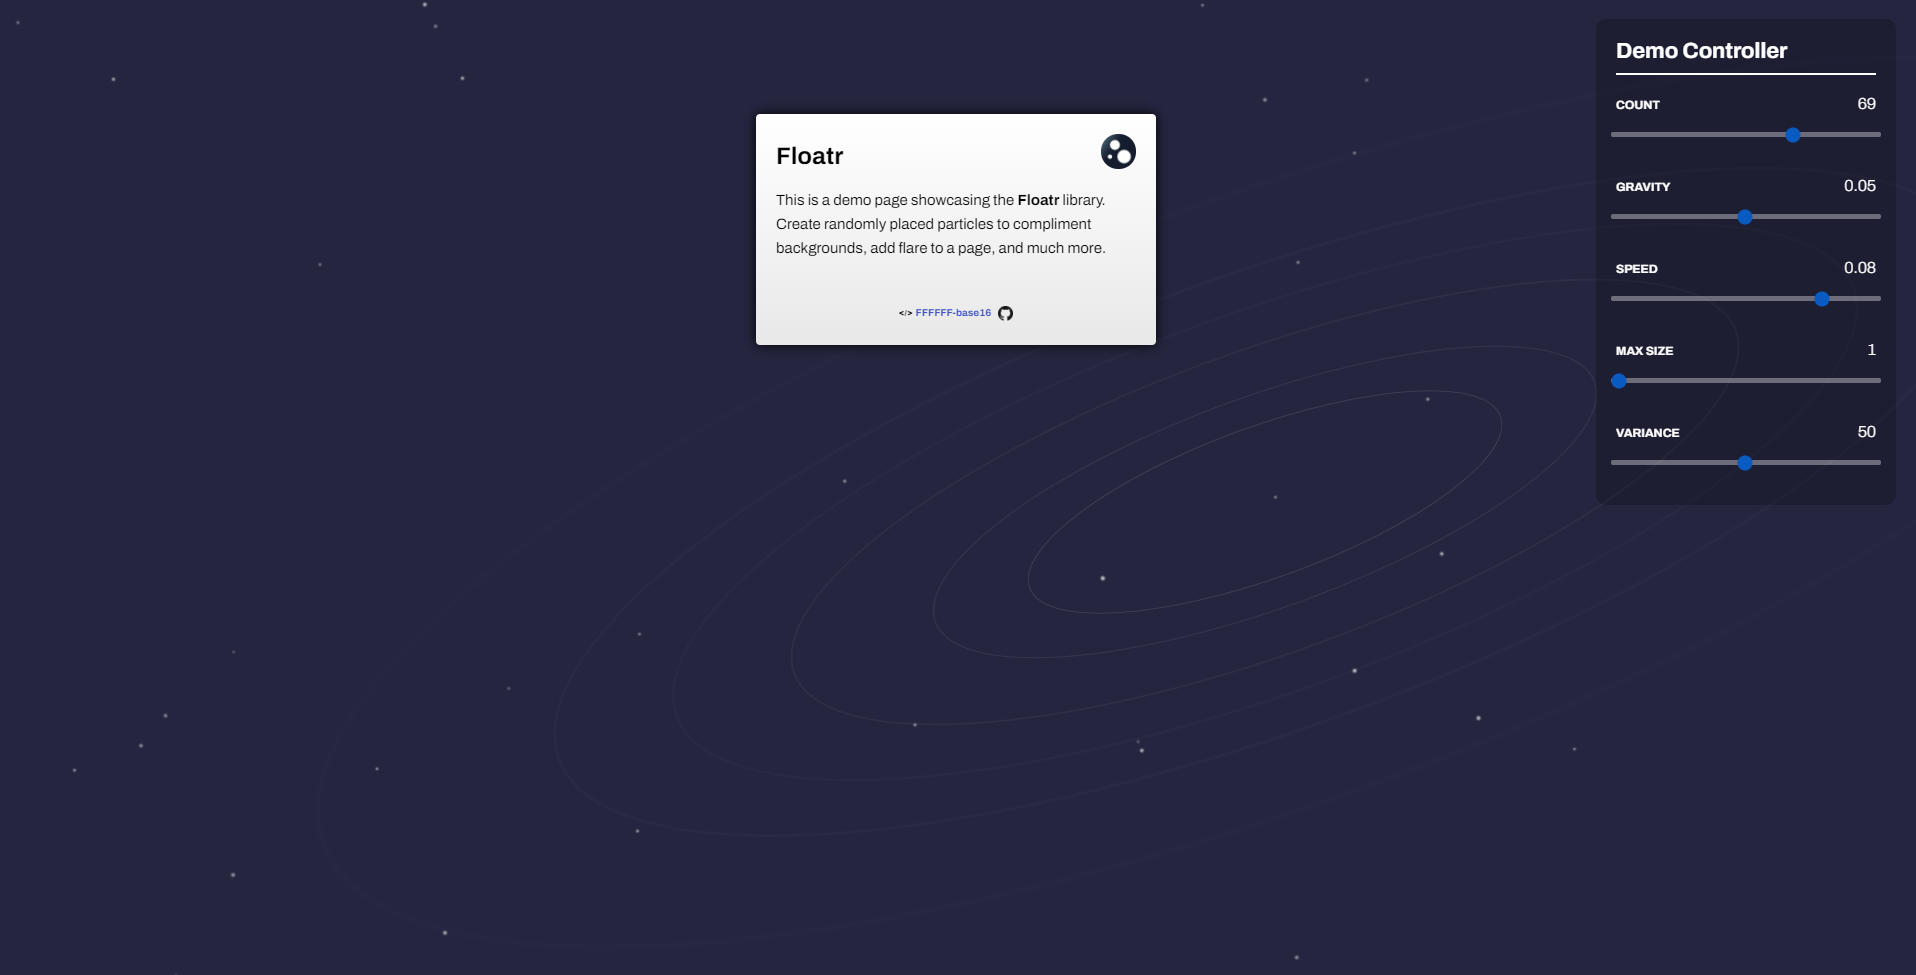 Floatr
This is a demo page showcasing the Floatr library.
Create randomly placed particles to compliment
backgrounds, add flare to a page, and much more.
</> FFFFFF-base16
Demo Controller
COUNT 69
GRAVITY 0.05
SPEED 0.08
MAX SIZE 1
VARIANCE 50